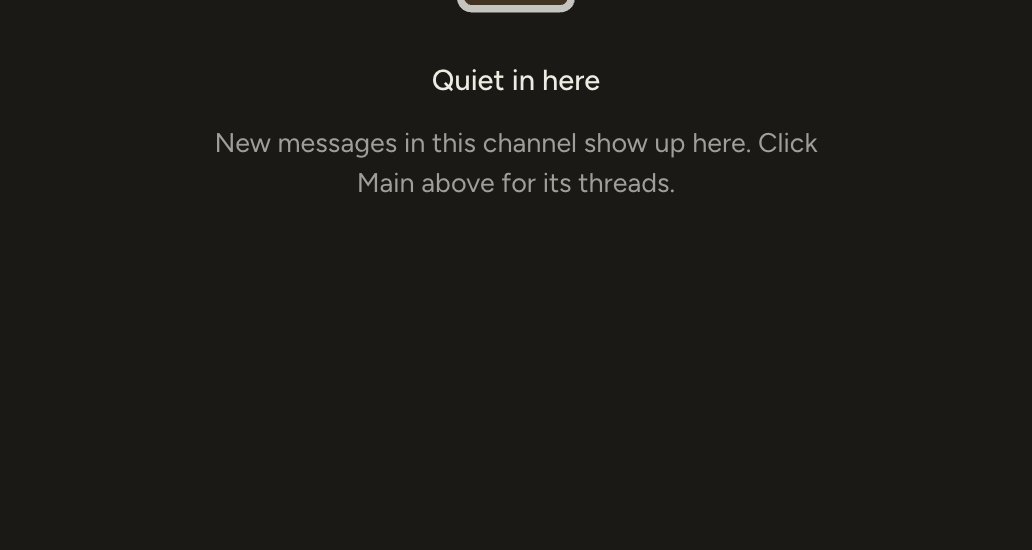 Quiet in here
New messages in this channel show up here. Click
Main above for its threads.